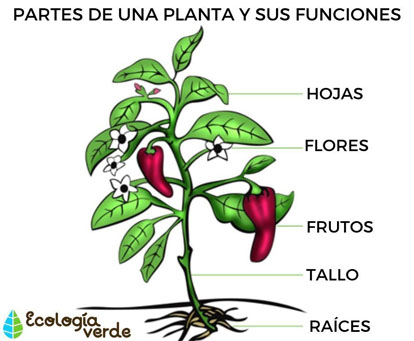 PARTES DE UNA PLANTA Y SUS FUNCIONES
HOJAS
FLORES
FRUTOS
TALLO
RAÍCES
Ecología
verde